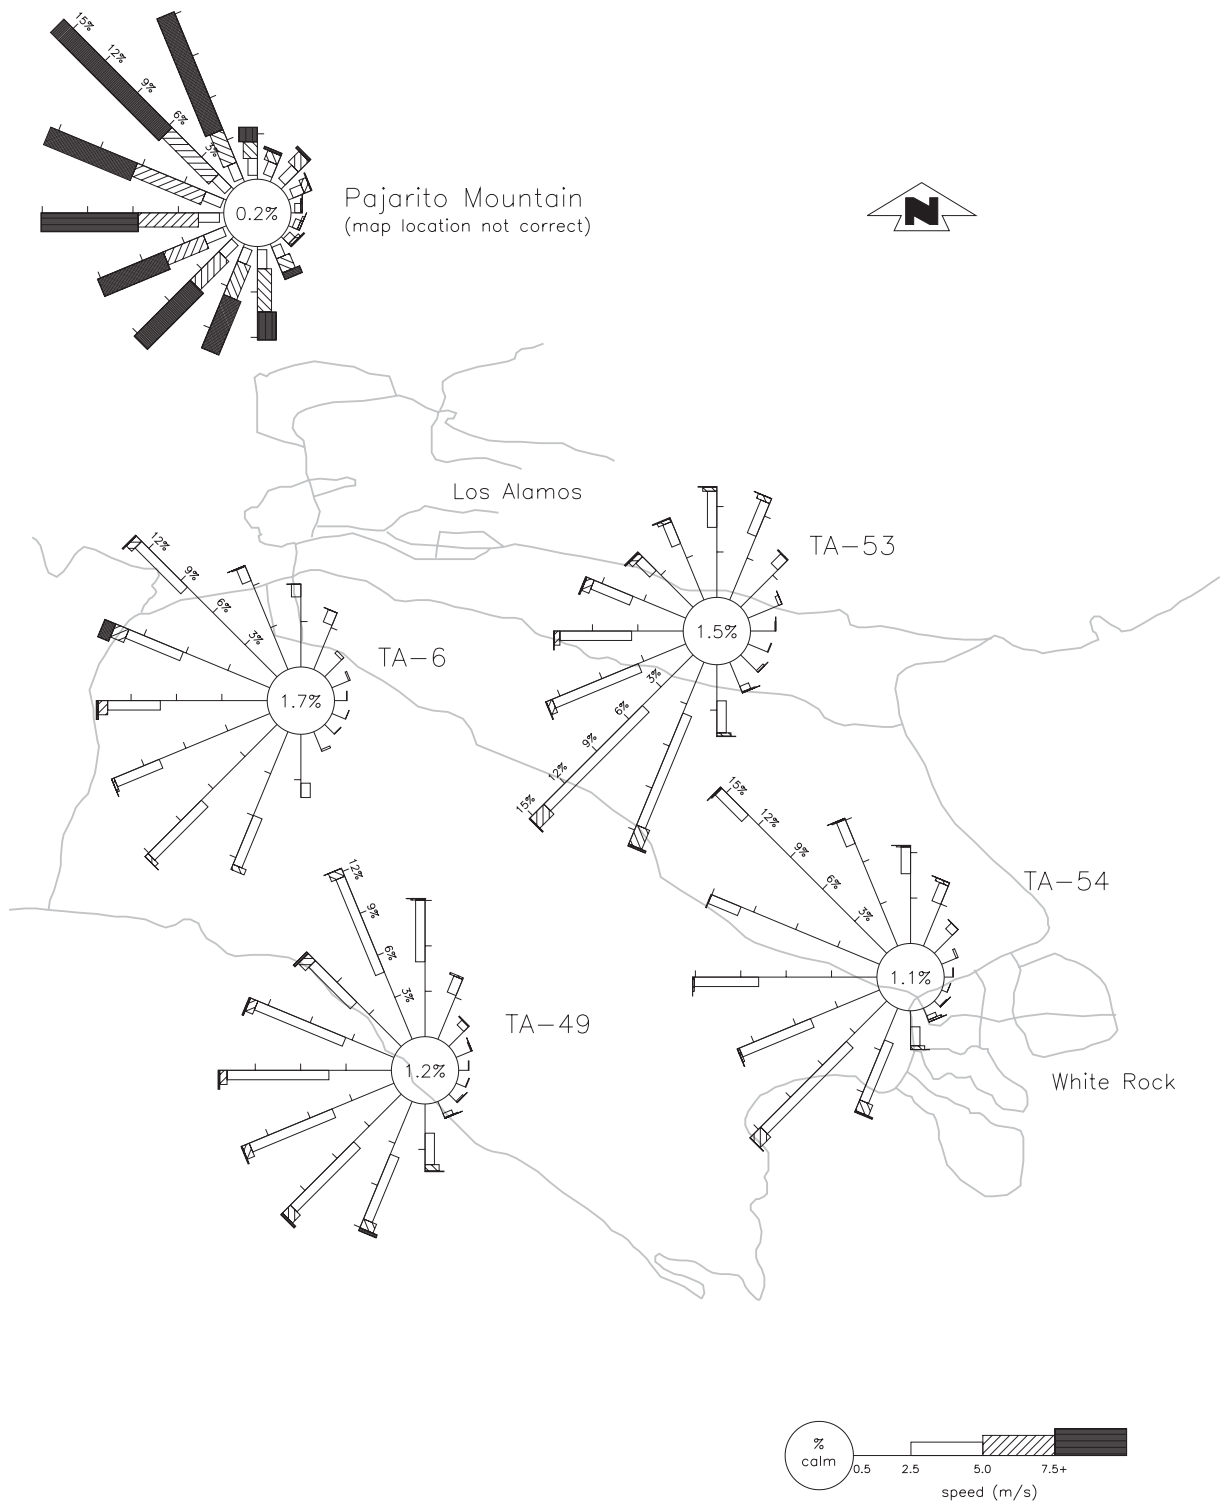 15%
12%
9%
6%
3%
0.2%
Pajarito Mountain
(map location not correct)
N
Los Alamos
TA-53
1.5%
3%
6%
9%
12%
15%
12%
9%
6%
3%
TA-6
1.7%
15%
12%
9%
6%
3%
TA-54
1.1%
12%
9%
6%
3%
TA-49
1.2%
White Rock
%
calm
0.5 2.5 5.0 7.5+
speed (m/s)